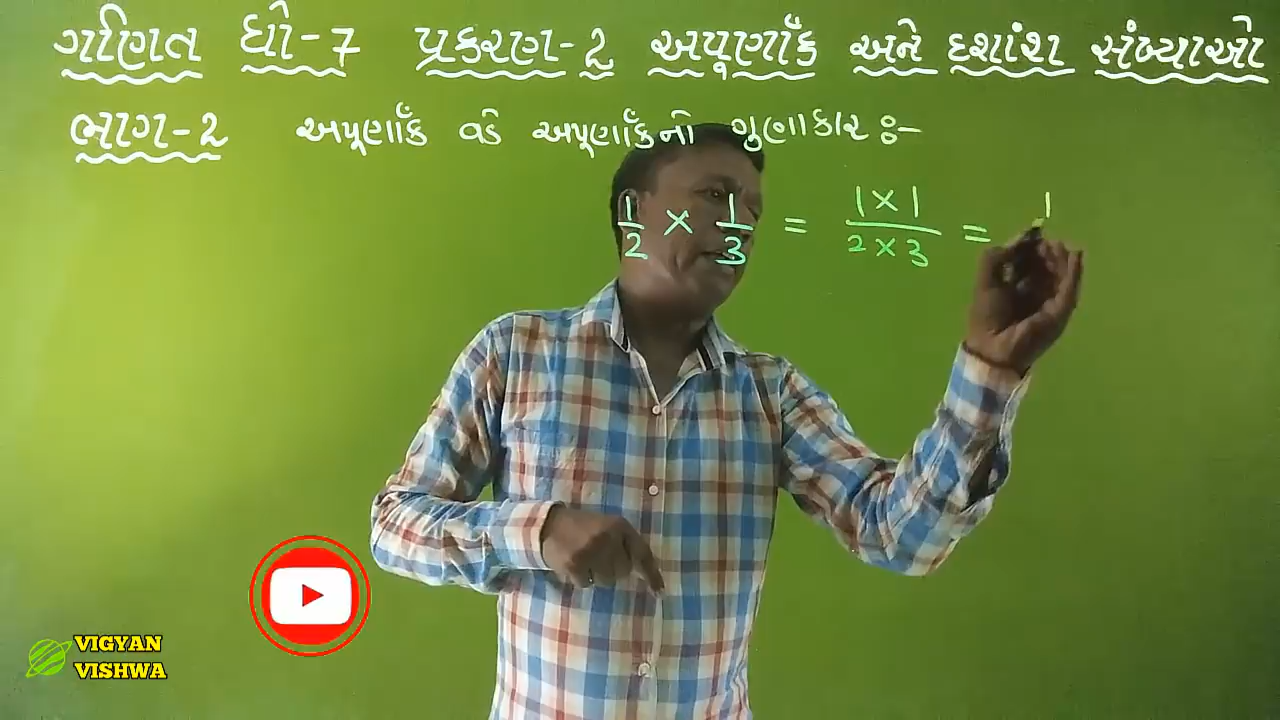 ગણિત ધો-7 પ્રકરણ-2 અપૂર્ણાંક અને દશાંશ સંખ્યાઓ
ભાગ-2 અપૂર્ણાંક વડે અપૂર્ણાંકનો ગુણાકાર :-
1/2 × 1/3 = 1×1/2×3 = 1
VIGYAN
VISHWA